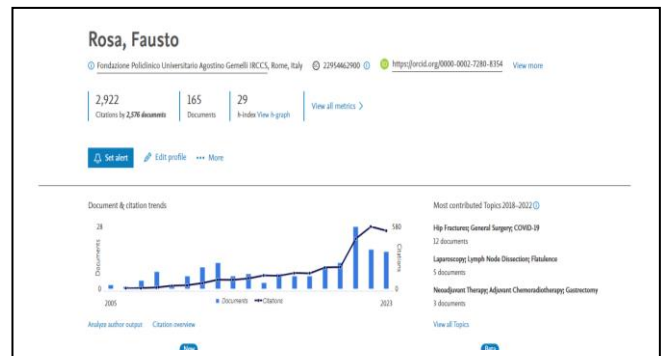 Rosa, Fausto
Fondazione Policlinico Universitario Agostino Gemelli IRCCS, Rome, Italy 22954462900 https://orcid.org/0000-0002-7280-8354 View more
2,922 165 29 View all metrics >
Citations by 2,576 documents Documents h-index View h-graph
Set alert Edit profile More
Document & citation trends
28 580
Documents Citations
0 0
2005 2023
Documents Citations
Analyze author output Citation overview
Most contributed Topics 2018–2022
Hip Fractures; General Surgery; COVID-19
12 documents
Laparoscopy; Lymph Node Dissection; Flatulence
5 documents
Neoadjuvant Therapy; Adjuvant Chemoradiotherapy; Gastrectomy
3 documents
View all Topics
New Beta